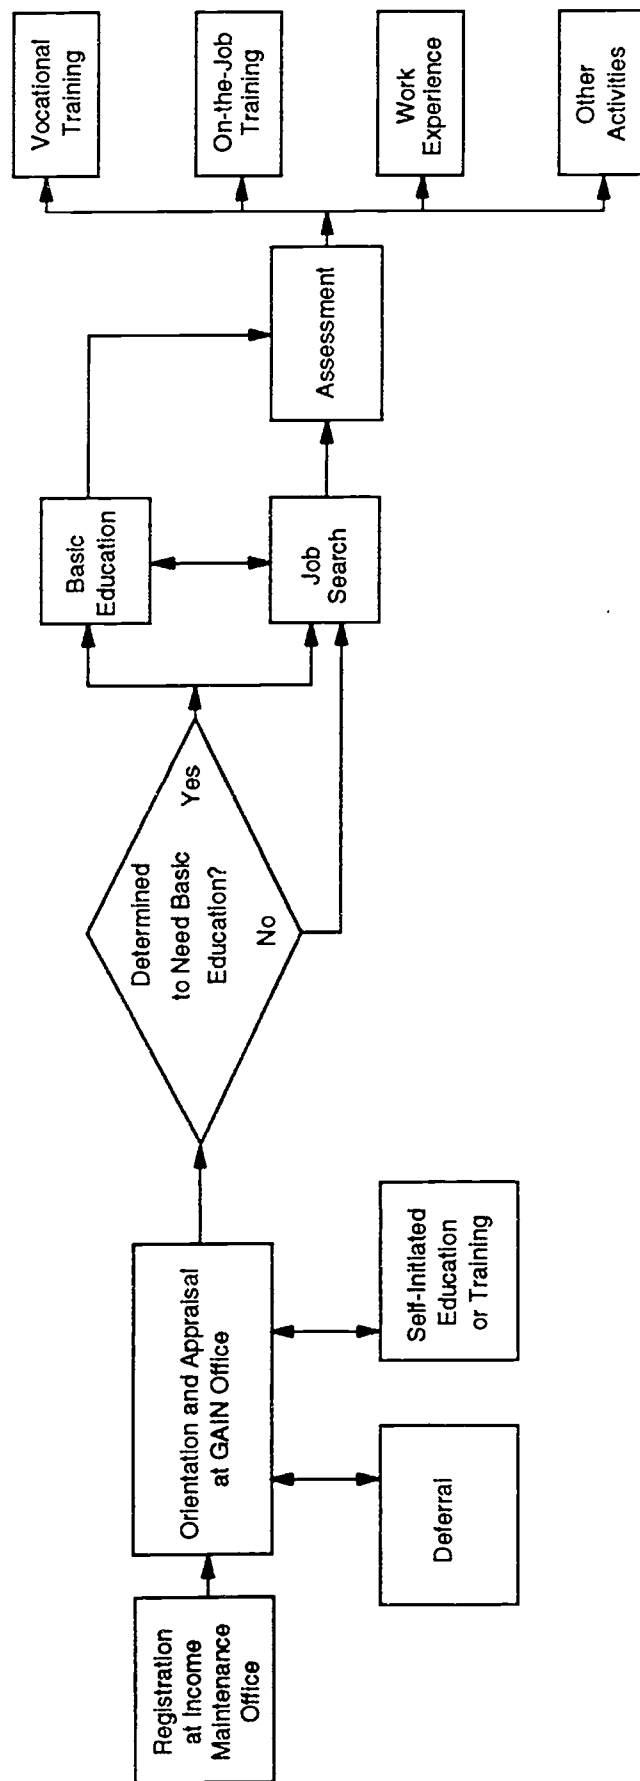 Registration
at Income
Maintenance
Office
Orientation and Appraisal
at GAIN Office
Deferral
Self-Initiated
Education
or Training
Determined
to Need Basic
Education?
Yes
No
Basic
Education
Job
Search
Assessment
Vocational
Training
On-the-Job
Training
Work
Experience
Other
Activities